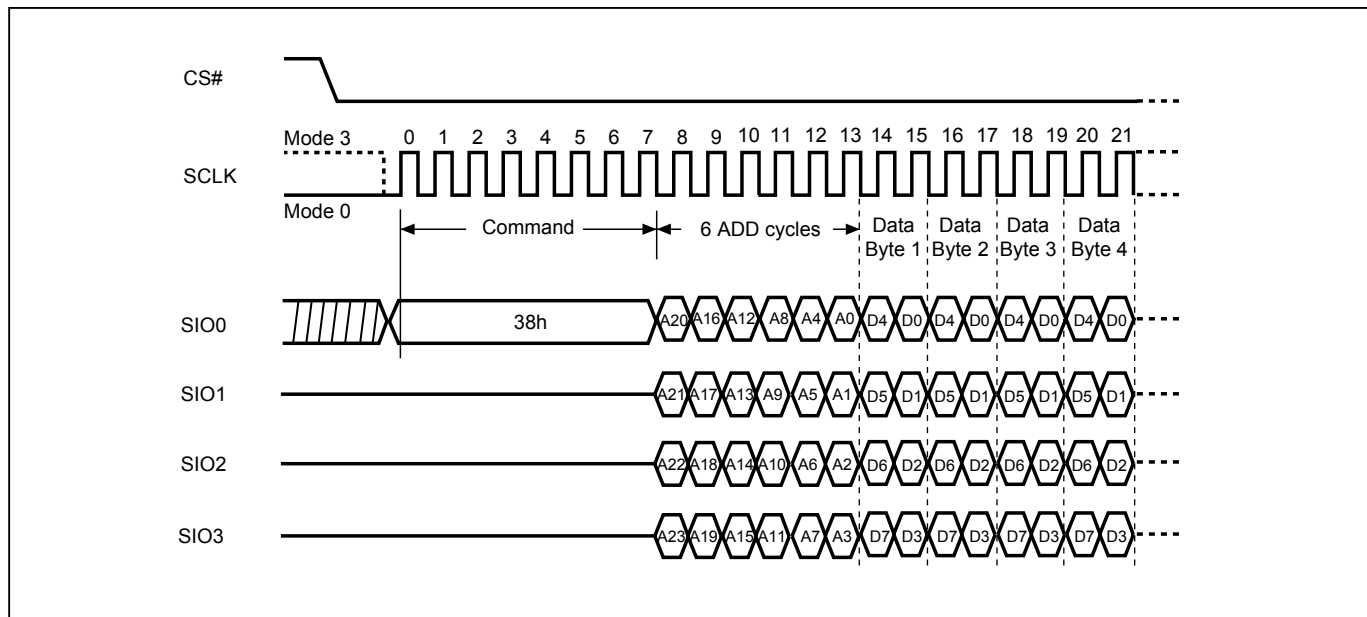 CS#
Mode 3
0 1 2 3 4 5 6 7 8 9 10 11 12 13 14 15 16 17 18 19 20 21
SCLK
Mode 0
Command
6 ADD cycles
Data Byte 1
Data Byte 2
Data Byte 3
Data Byte 4
SIO0
38h
A20 A16 A12 A8 A4 A0 D4 D0 D4 D0 D4 D0 D4 D0
SIO1
A21 A17 A13 A9 A5 A1 D5 D1 D5 D1 D5 D1 D5 D1
SIO2
A22 A18 A14 A10 A6 A2 D6 D2 D6 D2 D6 D2 D6 D2
SIO3
A23 A19 A15 A11 A7 A3 D7 D3 D7 D3 D7 D3 D7 D3